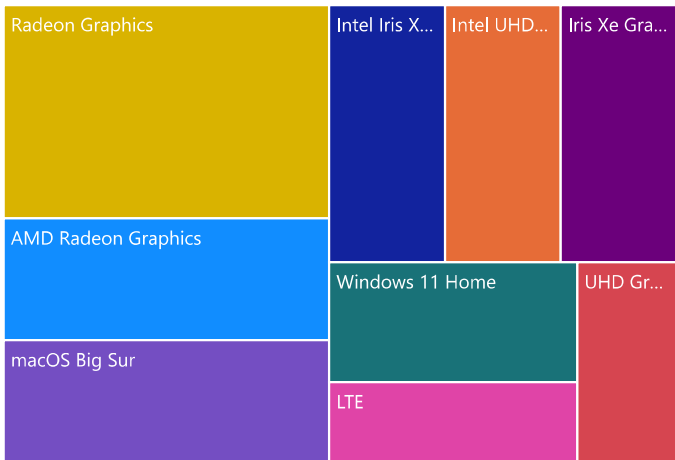 Radeon Graphics
AMD Radeon Graphics
macOS Big Sur
Intel Iris X...
Intel UHD...
Iris Xe Gra...
Windows 11 Home
LTE
UHD Gr...